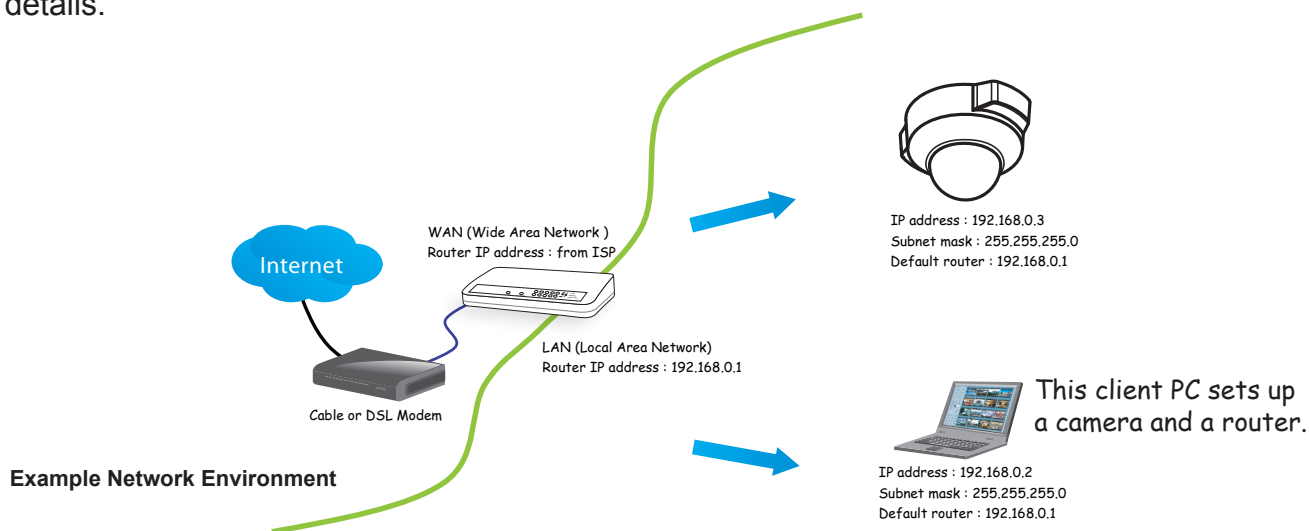 details.
WAN (Wide Area Network )
Router IP address : from ISP
Internet
LAN (Local Area Network)
Router IP address : 192.168.0.1
Cable or DSL Modem
IP address : 192.168.0.3
Subnet mask : 255.255.255.0
Default router : 192.168.0.1
This client PC sets up
a camera and a router.
IP address : 192.168.0.2
Subnet mask : 255.255.255.0
Default router : 192.168.0.1
Example Network Environment